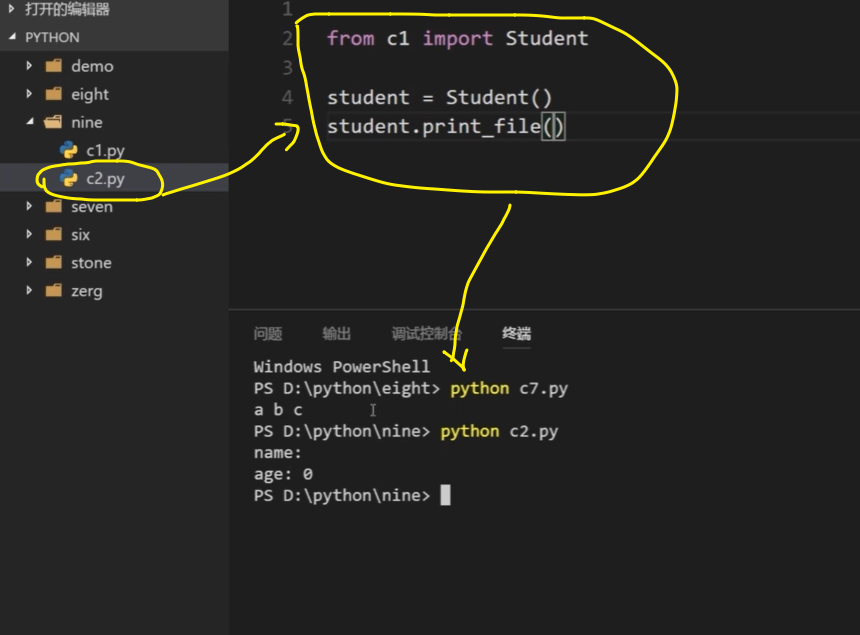 打开的编辑器
PYTHON
demo
eight
nine
c1.py
c2.py
seven
six
stone
zerg
1
2 from c1 import Student
3
4 student = Student()
5 student.print_file()
问题 输出 调试控制台 终端
Windows PowerShell
PS D:\python\eight> python c7.py
a b c
PS D:\python\nine> python c2.py
name:
age: 0
PS D:\python\nine>